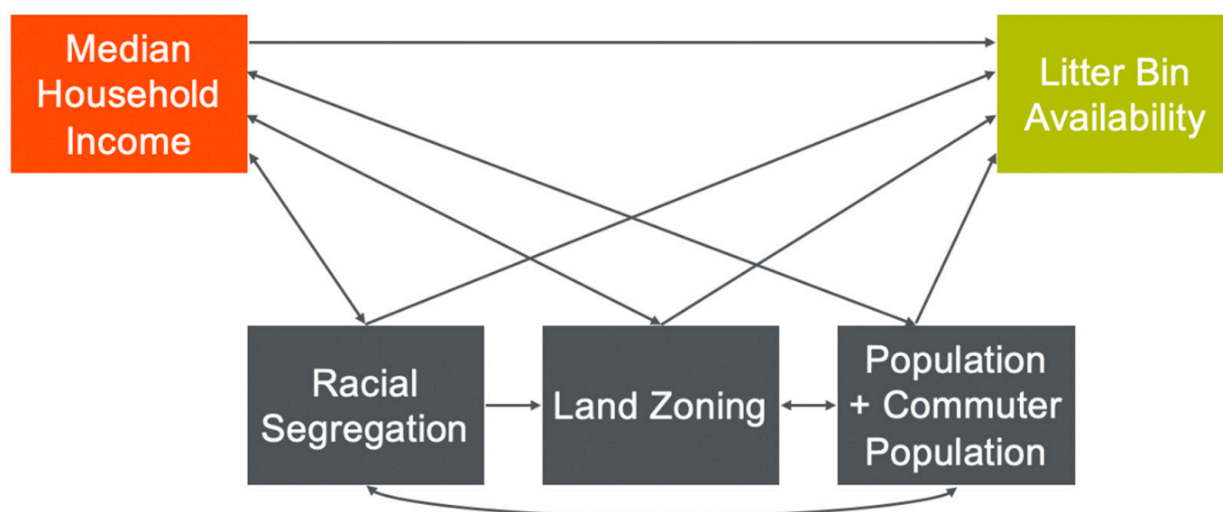 Median
Household
Income
Litter Bin
Availability
Racial
Segregation
Land Zoning
Population
+ Commuter
Population